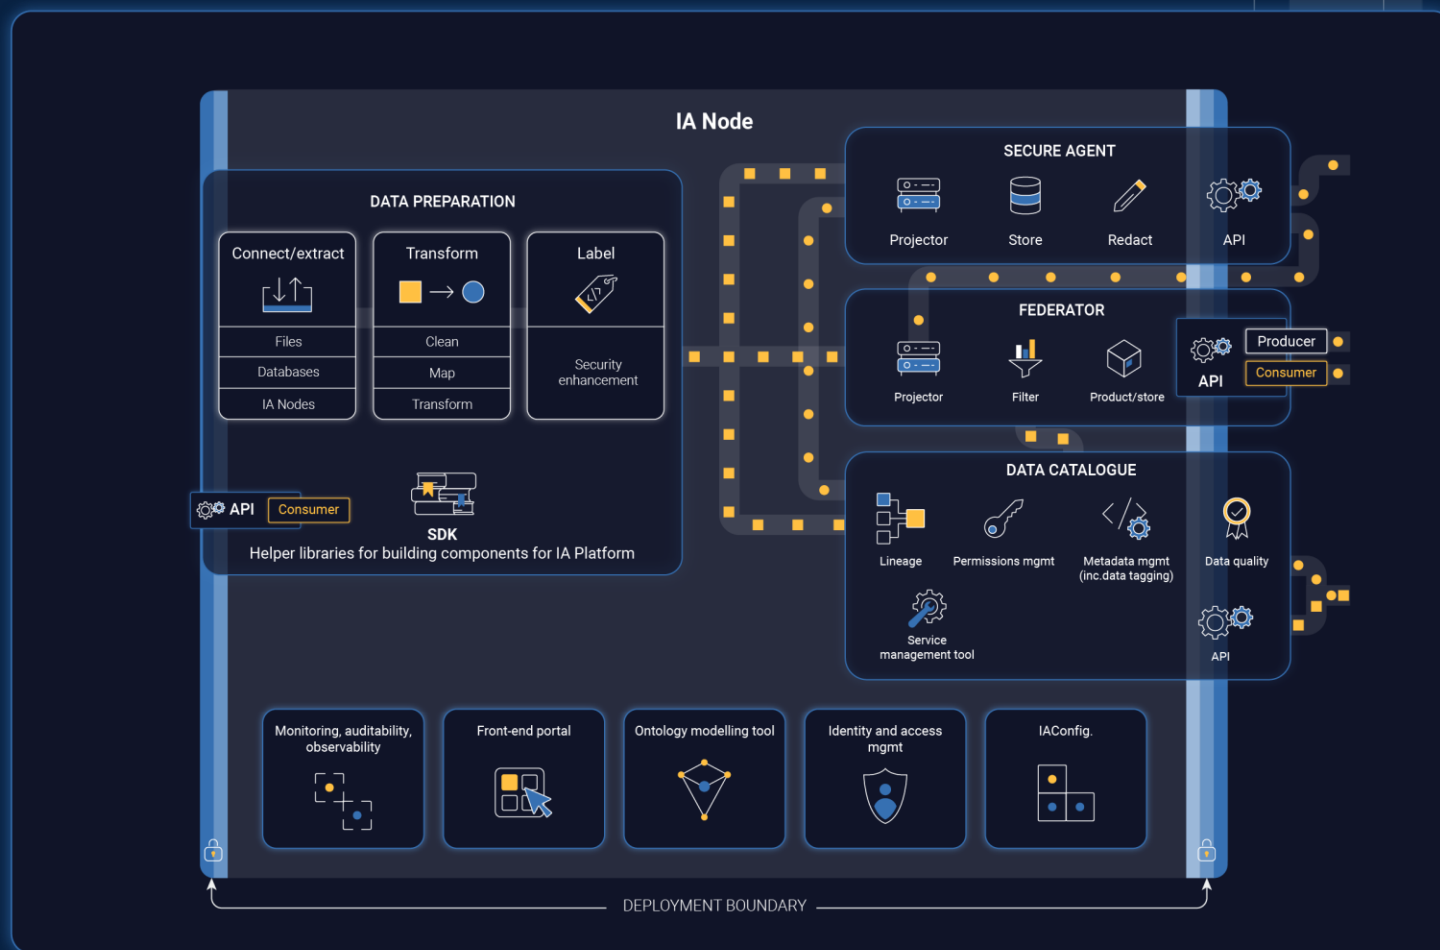 IA Node
DATA PREPARATION
Connect/extract
Files
Databases
IA Nodes
Transform
Clean
Map
Transform
Label
Security
enhancement
API
Consumer
SDK
Helper libraries for building components for IA Platform
SECURE AGENT
Projector
Store
Redact
API
FEDERATOR
Projector
Filter
Product/store
API
Producer
Consumer
DATA CATALOGUE
Lineage
Permissions mgmt
Metadata mgmt
(inc.data tagging)
Data quality
Service
management tool
API
Monitoring, auditability,
observability
Front-end portal
Ontology modelling tool
Identity and access
mgmt
IAConfig.
DEPLOYMENT BOUNDARY